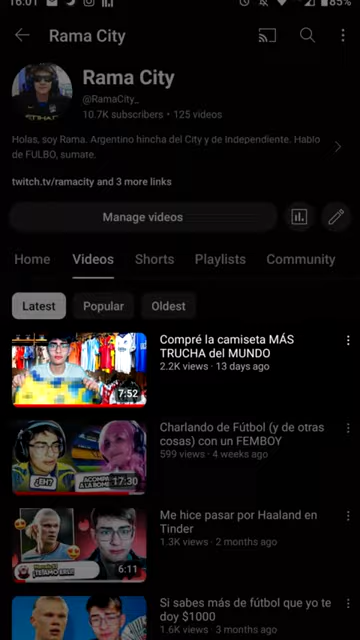 16:01
85%
Rama City
Rama City
@RamaCity_
10.7K subscribers • 125 videos
Holas, soy Rama. Argentino hincha del City y de Independiente. Hablo
de FULBO, sumate.
twitch.tv/ramacity and 3 more links
Manage videos
Home Videos Shorts Playlists Community
Latest Popular Oldest
Compré la camiseta MÁS
TRUCHA del MUNDO
2.2K views · 13 days ago
7:52
Charlando de Fútbol (y de otras
cosas) con un FEMBOY
599 views · 4 weeks ago
¿EH?
17:30
Me hice pasar por Haaland en
Tinder
1.3K views · 2 months ago
6:11
Si sabes más de fútbol que yo te
doy $1000
1.6K views · 3 months ago